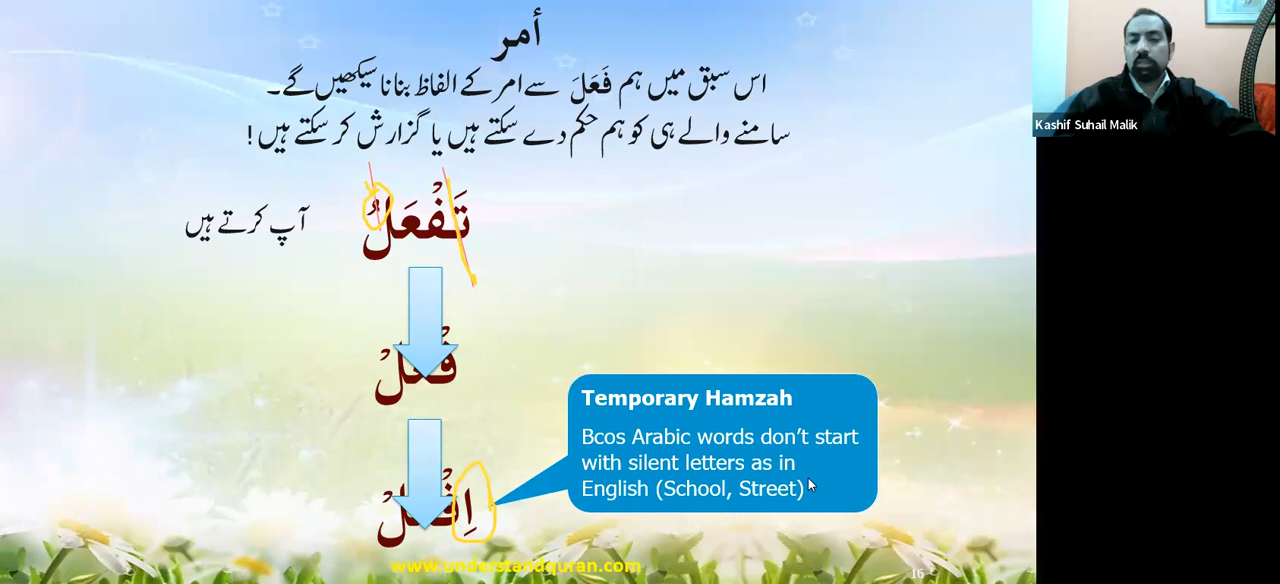 أمر
اس سبق میں ہم فَعَلَ سے امر کے الفاظ بنانا سیکھیں گے۔
سامنے والے ہی کو ہم حکم دے سکتے ہیں یا گزارش کر سکتے ہیں!
تَفْعَلُ
آپ کرتے ہیں
فْعَلْ
Temporary Hamzah
Bcos Arabic words don’t start
with silent letters as in
English (School, Street)
اِفْعَلْ
www.understandquran.com
16
Kashif Suhail Malik